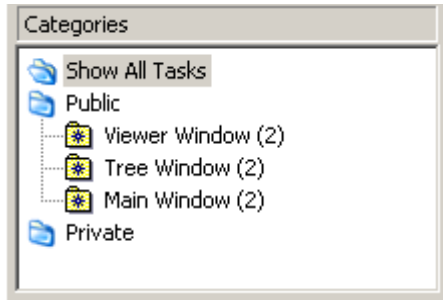 Categories
Show All Tasks
Public
Viewer Window (2)
Tree Window (2)
Main Window (2)
Private